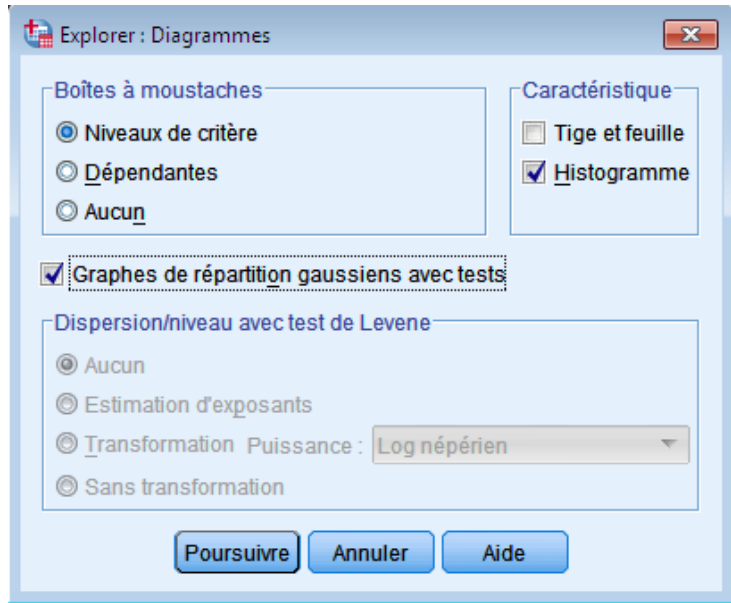 Explorer : Diagrammes
Boîtes à moustaches
Niveaux de critère
Dépendantes
Aucun
Caractéristique
Tige et feuille
Histogramme
Graphes de répartition gaussiens avec tests
Dispersion/niveau avec test de Levene
Aucun
Estimation d'exposants
Transformation Puissance : Log népérien
Sans transformation
Poursuivre Annuler Aide